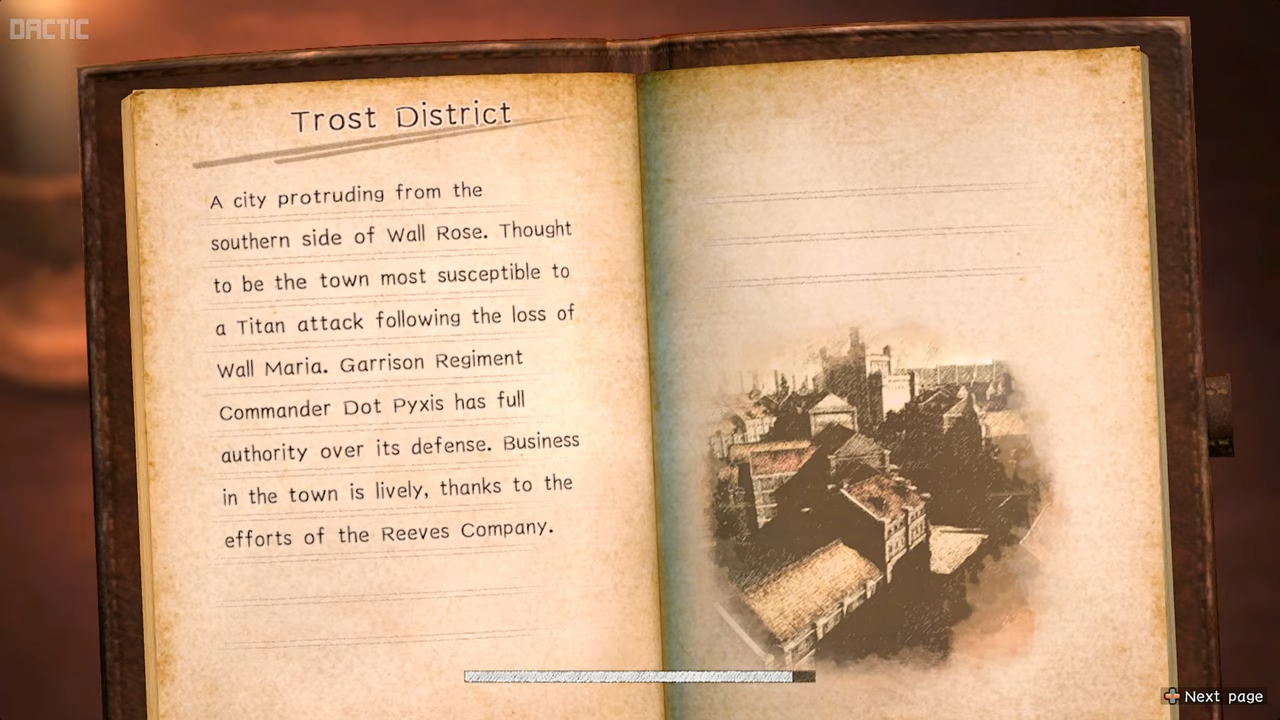 DACTIC
Trost District
A city protruding from the
southern side of Wall Rose. Thought
to be the town most susceptible to
a Titan attack following the loss of
Wall Maria. Garrison Regiment
Commander Dot Pyxis has full
authority over its defense. Business
in the town is lively, thanks to the
efforts of the Reeves Company.
Next page